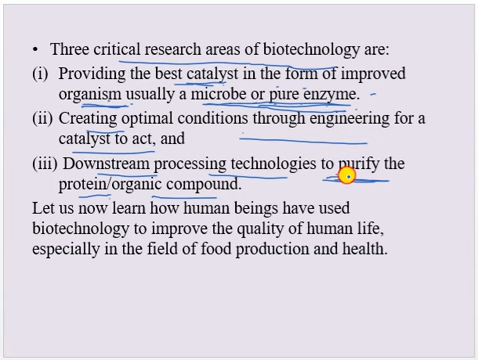 • Three critical research areas of biotechnology are:
(i) Providing the best catalyst in the form of improved
organism usually a microbe or pure enzyme.
(ii) Creating optimal conditions through engineering for a
catalyst to act, and
(iii) Downstream processing technologies to purify the
protein/organic compound.
Let us now learn how human beings have used
biotechnology to improve the quality of human life,
especially in the field of food production and health.